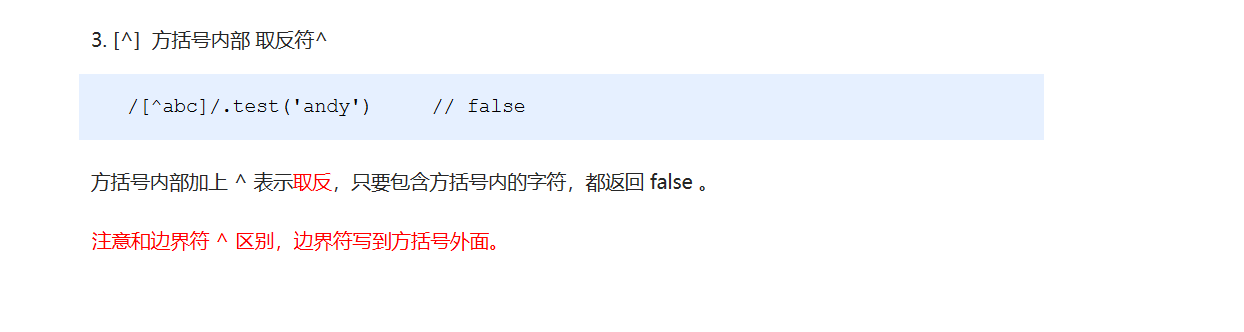 3. [^] 方括号内部 取反符^
/[^abc]/.test('andy')     // false
方括号内部加上 ^ 表示取反，只要包含方括号内的字符，都返回 false 。
注意和边界符 ^ 区别，边界符写到方括号外面。